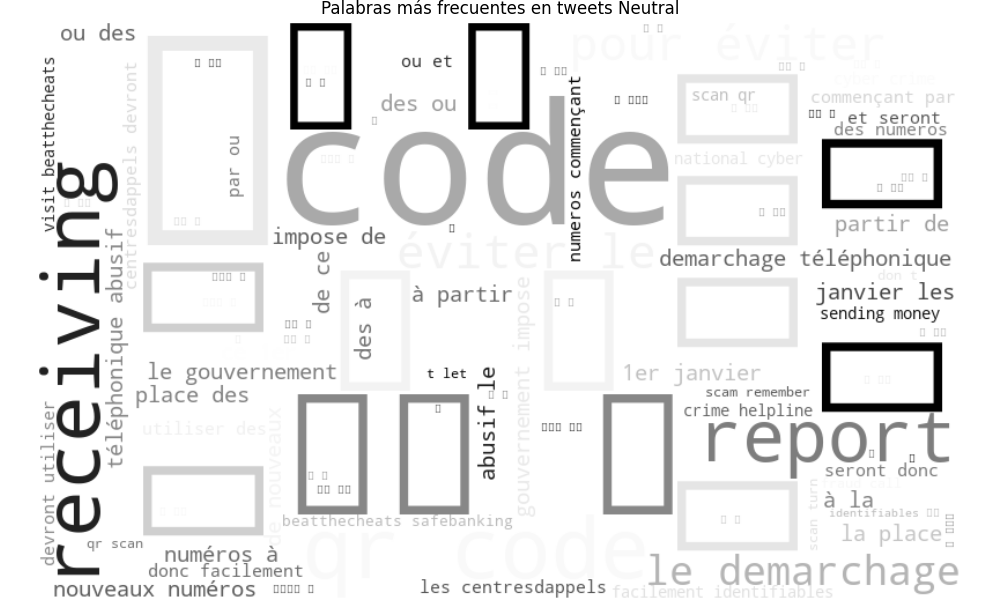 Palabras más frecuentes en tweets Neutral
ou des
pour éviter
ou et
visit beatthecheats
centresdappels devront
des ou
scan qr
commençant par
et seront
des numeros
code
numeros commençant
par ou
national cyber
receiving
partir de
impose de
éviter le
demarchage téléphonique
don t
téléphonique abusif
de ce
à partir
janvier les
sending money
des à
gouvernement impose
le gouvernement
t let
1er janvier
place des
abusif le
scam remember
crime helpline
report
devront utiliser
utiliser des
de nouveaux
seront donc
à la
identifiables
la place
scan turn
beatthecheats safebanking
qr code
qr scan
numéros à
donc facilement
le demarchage
nouveaux numéros
les centresdappels
facilement identifiables